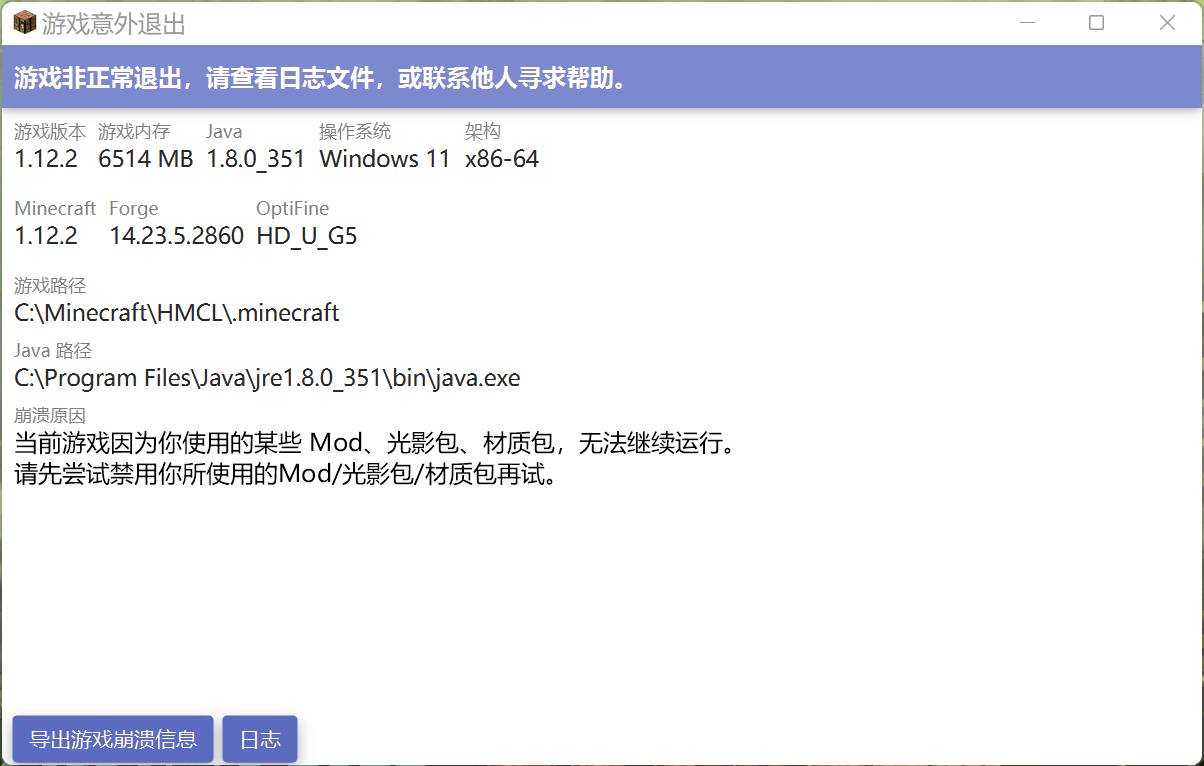 游戏意外退出
游戏非正常退出，请查看日志文件，或联系他人寻求帮助。
游戏版本 游戏内存 Java 操作系统 架构
1.12.2 6514 MB 1.8.0_351 Windows 11 x86-64
Minecraft Forge OptiFine
1.12.2 14.23.5.2860 HD_U_G5
游戏路径
C:\Minecraft\HMCL\.minecraft
Java 路径
C:\Program Files\Java\jre1.8.0_351\bin\java.exe
崩溃原因
当前游戏因为你使用的某些 Mod、光影包、材质包，无法继续运行。
请先尝试禁用你所使用的Mod/光影包/材质包再试。
导出游戏崩溃信息 日志